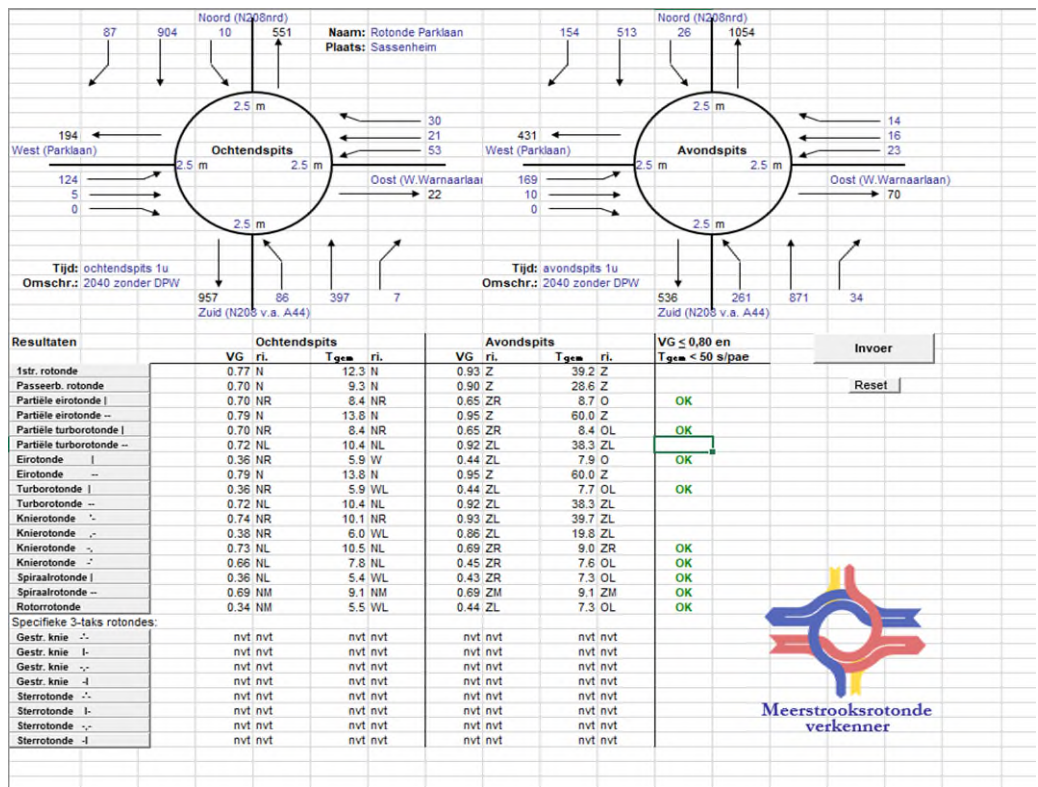 Noord (N208nrd) Noord (N208nrd)
87 904 10 551 Naam: Rotonde Parklaan 154 513 26 1054
Plaats: Sassenheim
2.5 m 2.5 m
30 14
194 21 431 16
West (Parklaan) Ochtendspits 53 West (Parklaan) Avondspits 23
2.5 m 2.5 m 2.5 m 2.5 m
124 Oost (W.Warnaarlaan 169 Oost (W.Warnaarlaan)
5 22 10 70
0 0
2.5 m 2.5 m
Tijd: ochtendspits 1u Tijd: avondspits 1u
Omschr.: 2040 zonder DPW Omschr.: 2040 zonder DPW
957 86 397 7 536 261 871 34
Zuid (N208 v.a. A44) Zuid (N208 v.a. A44)
Resultaten Ochtendspits Avondspits VG ≤ 0,80 en Invoer
VG ri. Tgem ri. VG ri. Tgem ri. Tgem < 50 s/pae
1str. rotonde 0.77 N 12.3 N 0.93 Z 39.2 Z
Passeerb. rotonde 0.70 N 9.3 N 0.90 Z 28.6 Z Reset
Partiële eirotonde | 0.70 NR 8.4 NR 0.65 ZR 8.7 O OK
Partiële eirotonde -- 0.79 N 13.8 N 0.95 Z 60.0 Z
Partiële turborotonde | 0.70 NR 8.4 NR 0.65 ZR 8.4 OL OK
Partiële turborotonde -- 0.72 NL 10.4 NL 0.92 ZL 38.3 ZL
Eirotonde | 0.36 NR 5.9 W 0.44 ZL 7.9 O OK
Eirotonde -- 0.79 N 13.8 N 0.95 Z 60.0 Z
Turborotonde | 0.36 NR 5.9 WL 0.44 ZL 7.7 OL OK
Turborotonde -- 0.72 NL 10.4 NL 0.92 ZL 38.3 ZL
Knierotonde '- 0.74 NR 10.1 NR 0.93 ZL 39.7 ZL
Knierotonde ,- 0.38 NR 6.0 WL 0.86 ZL 19.8 ZL
Knierotonde -, 0.73 NL 10.5 NL 0.69 ZR 9.0 ZR OK
Knierotonde -' 0.66 NL 7.8 NL 0.45 ZR 7.6 OL OK
Spiraalrotonde | 0.36 NL 5.4 WL 0.43 ZR 7.3 OL OK
Spiraalrotonde -- 0.69 NM 9.1 NM 0.69 ZM 9.1 ZM OK
Rotorrotonde 0.34 NM 5.5 WL 0.44 ZL 7.3 OL OK
Specifieke 3-taks rotondes:
Gestr. knie -'- nvt nvt nvt nvt nvt nvt nvt nvt
Gestr. knie I- nvt nvt nvt nvt nvt nvt nvt nvt
Gestr. knie -,- nvt nvt nvt nvt nvt nvt nvt nvt
Gestr. knie -I nvt nvt nvt nvt nvt nvt nvt nvt
Sterrotonde -'- nvt nvt nvt nvt nvt nvt nvt nvt
Sterrotonde I- nvt nvt nvt nvt nvt nvt nvt nvt
Sterrotonde -,- nvt nvt nvt nvt nvt nvt nvt nvt
Sterrotonde -I nvt nvt nvt nvt nvt nvt nvt nvt
Meerstrooksrotonde
verkenner